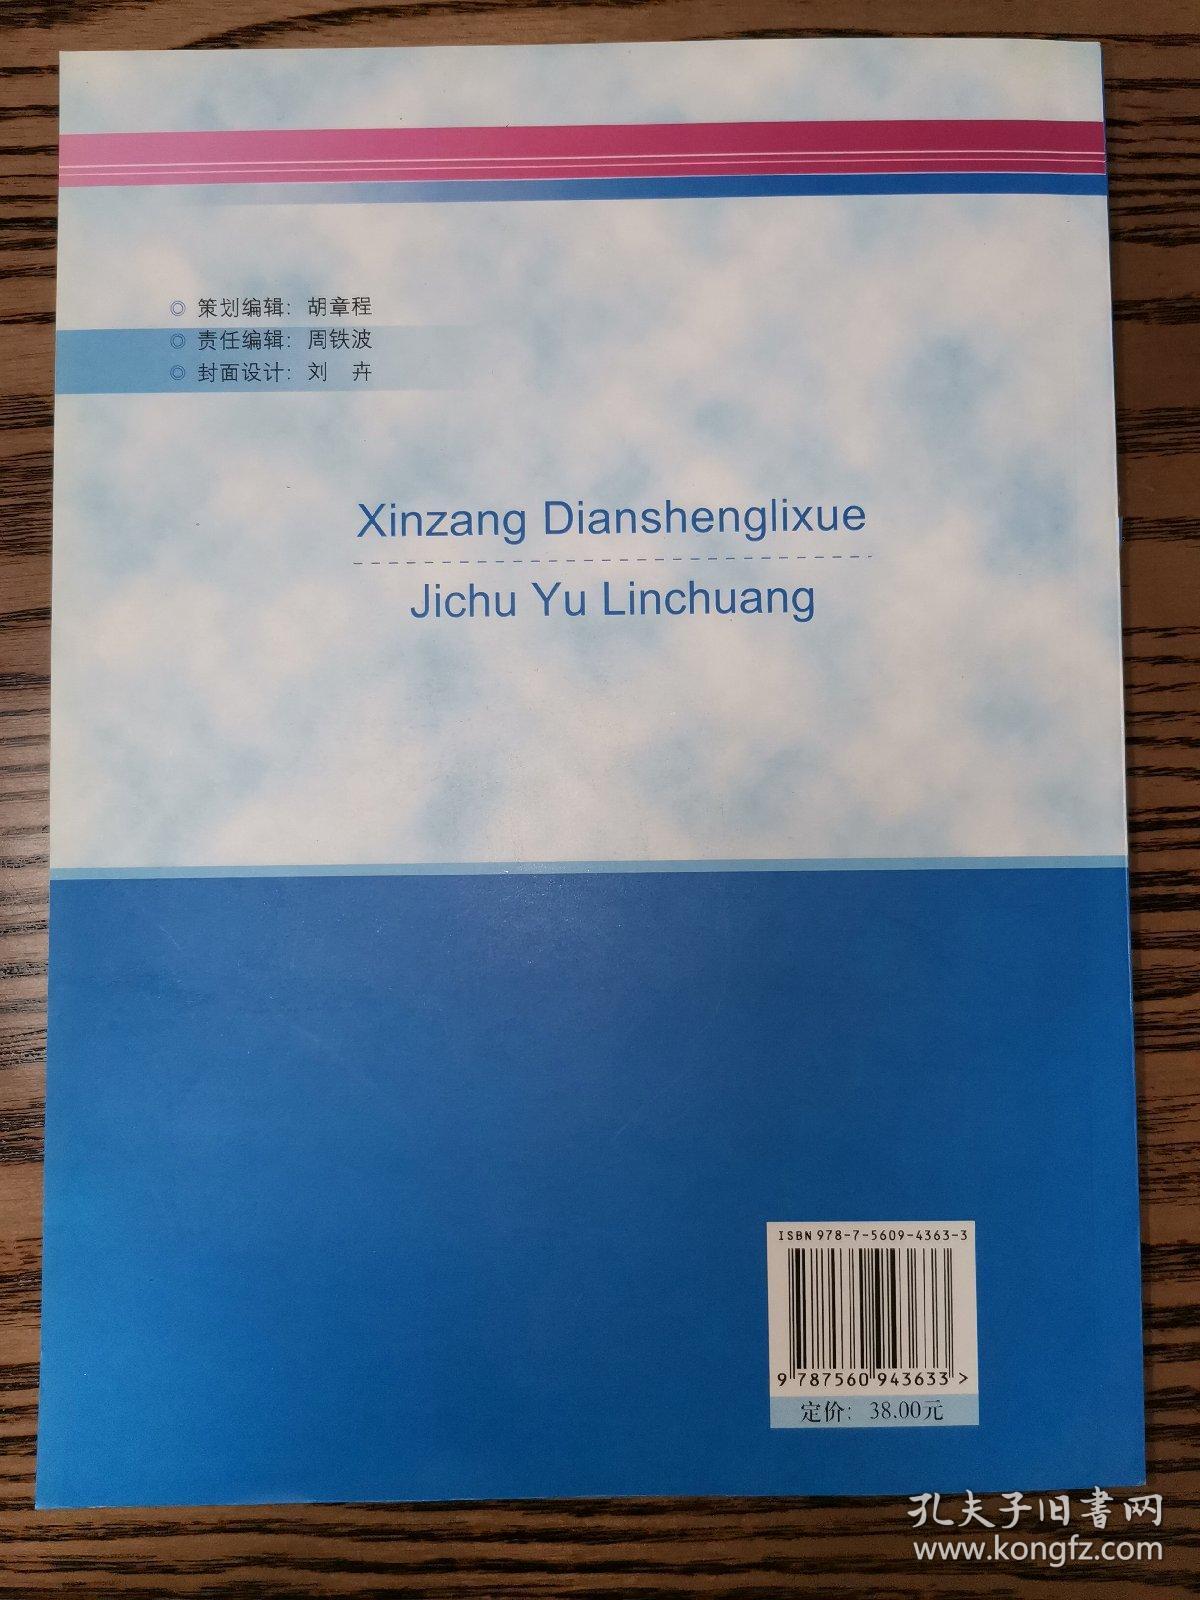 ◎ 策划编辑：胡章程
◎ 责任编辑：周铁波
◎ 封面设计：刘 卉
Xinzang Dianshenglixue
Jichu Yu Linchuang
ISBN 978-7-5609-4363-3
9 787560 943633 >
定价：38.00元
孔夫子旧書网
www.kongfz.com